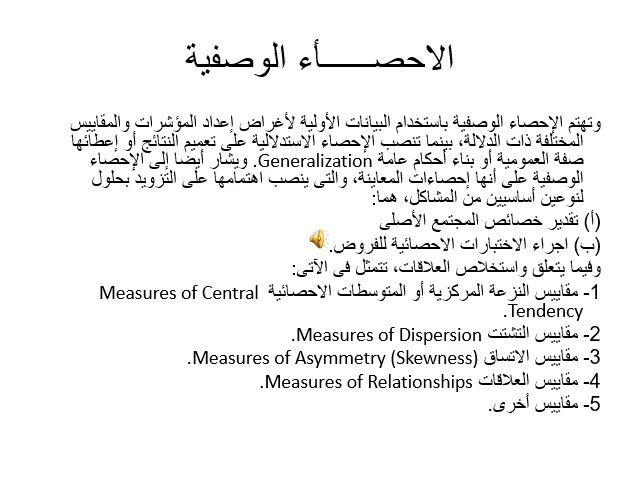 الاحصــــــأء الوصفية
وتهتم الإحصاء الوصفية باستخدام البيانات الأولية لأغراض إعداد المؤشرات والمقاييس
المختلفة ذات الدلالة، بينما تنصب الإحصاء الاستدلالية على تعميم النتائج أو إعطائها
صفة العمومية أو بناء أحكام عامة Generalization. ويشار أيضا إلى الإحصاء
الوصفية على أنها إحصاءات المعاينة، والتى ينصب اهتمامها على التزويد بحلول
لنوعين أساسيين من المشاكل، هما:
(أ) تقدير خصائص المجتمع الأصلى
(ب) اجراء الاختبارات الاحصائية للفروض.
وفيما يتعلق واستخلاص العلاقات، تتمثل فى الآتى:
1- مقاييس النزعة المركزية أو المتوسطات الاحصائية Measures of Central
Tendency.
2- مقاييس التشتت Measures of Dispersion.
3- مقاييس الاتساق Measures of Asymmetry (Skewness).
4- مقاييس العلاقات Measures of Relationships.
5- مقاييس أخرى.